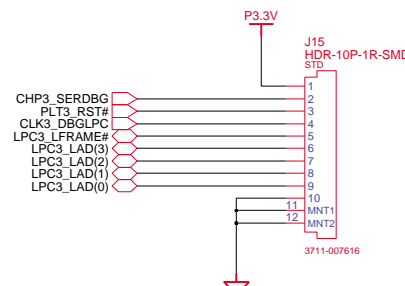 P3.3V
J15
HDR-10P-1R-SMD
STD
1
CHP3_SERDBG 2
PLT3_RST# 3
CLK3_DBGLPC 4
LPC3_LFRAME# 5
LPC3_LAD(3) 6
LPC3_LAD(2) 7
LPC3_LAD(1) 8
LPC3_LAD(0) 9
10
11 MNT1
12 MNT2
3711-007616